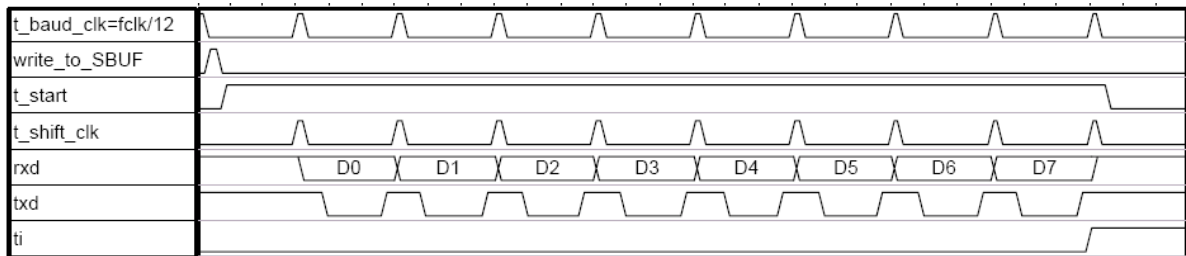 t_baud_clk=fclk/12
write_to_SBUF
t_start
t_shift_clk
rxd D0 D1 D2 D3 D4 D5 D6 D7
txd
ti